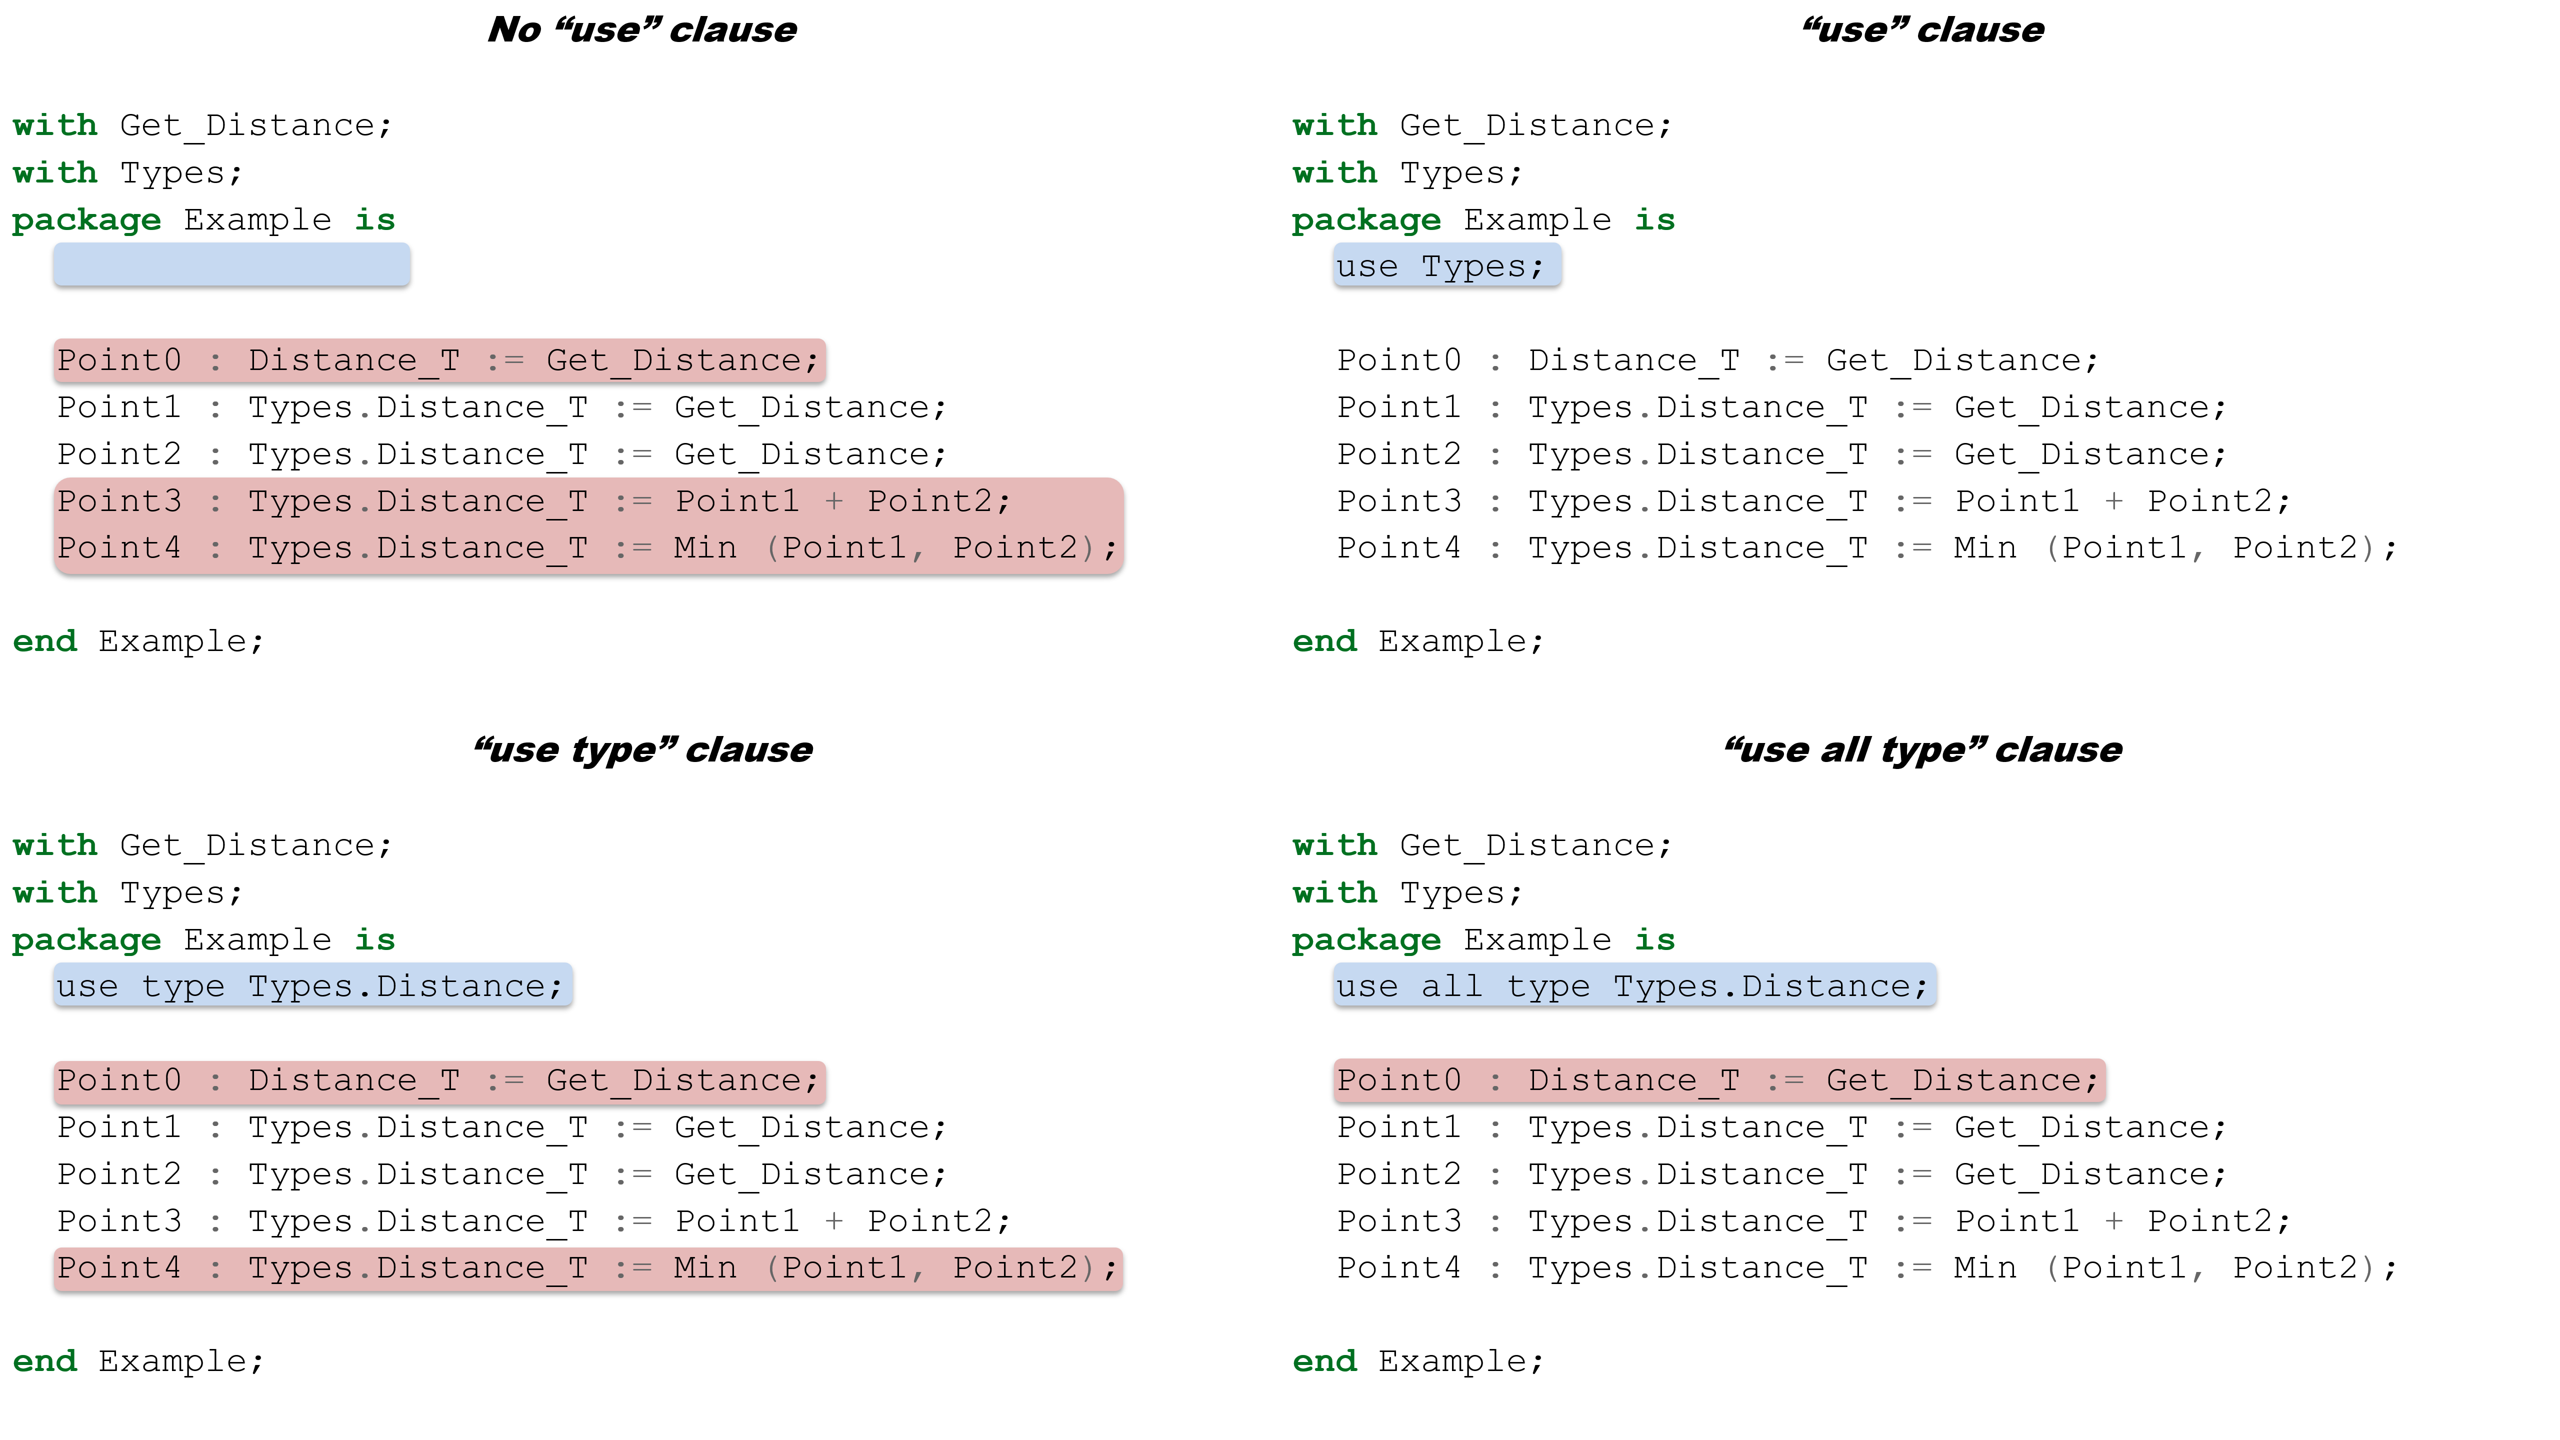 No “use” clause
with Get_Distance;
with Types;
package Example is
Point0 : Distance_T := Get_Distance;
Point1 : Types.Distance_T := Get_Distance;
Point2 : Types.Distance_T := Get_Distance;
Point3 : Types.Distance_T := Point1 + Point2;
Point4 : Types.Distance_T := Min (Point1, Point2);
end Example;
“use” clause
with Get_Distance;
with Types;
package Example is
use Types;
Point0 : Distance_T := Get_Distance;
Point1 : Types.Distance_T := Get_Distance;
Point2 : Types.Distance_T := Get_Distance;
Point3 : Types.Distance_T := Point1 + Point2;
Point4 : Types.Distance_T := Min (Point1, Point2);
end Example;
“use type” clause
with Get_Distance;
with Types;
package Example is
use type Types.Distance;
Point0 : Distance_T := Get_Distance;
Point1 : Types.Distance_T := Get_Distance;
Point2 : Types.Distance_T := Get_Distance;
Point3 : Types.Distance_T := Point1 + Point2;
Point4 : Types.Distance_T := Min (Point1, Point2);
end Example;
“use all type” clause
with Get_Distance;
with Types;
package Example is
use all type Types.Distance;
Point0 : Distance_T := Get_Distance;
Point1 : Types.Distance_T := Get_Distance;
Point2 : Types.Distance_T := Get_Distance;
Point3 : Types.Distance_T := Point1 + Point2;
Point4 : Types.Distance_T := Min (Point1, Point2);
end Example;